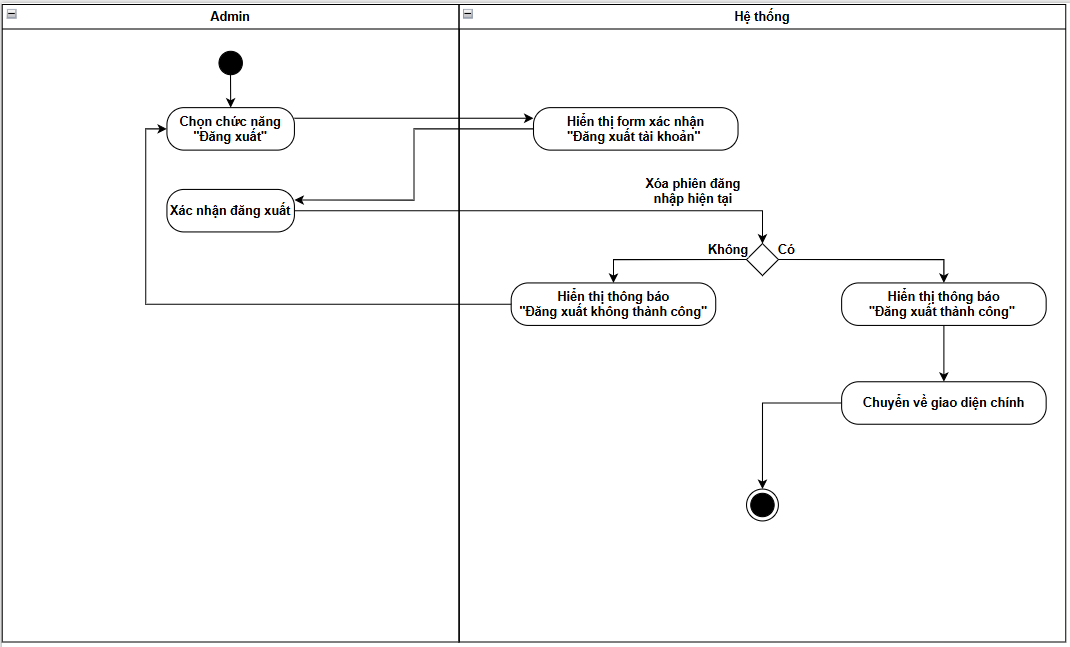 Admin
Hệ thống
Chọn chức năng
"Đăng xuất"
Hiển thị form xác nhận
"Đăng xuất tài khoản"
Xác nhận đăng xuất
Xóa phiên đăng
nhập hiện tại
Không
Có
Hiển thị thông báo
"Đăng xuất không thành công"
Hiển thị thông báo
"Đăng xuất thành công"
Chuyển về giao diện chính